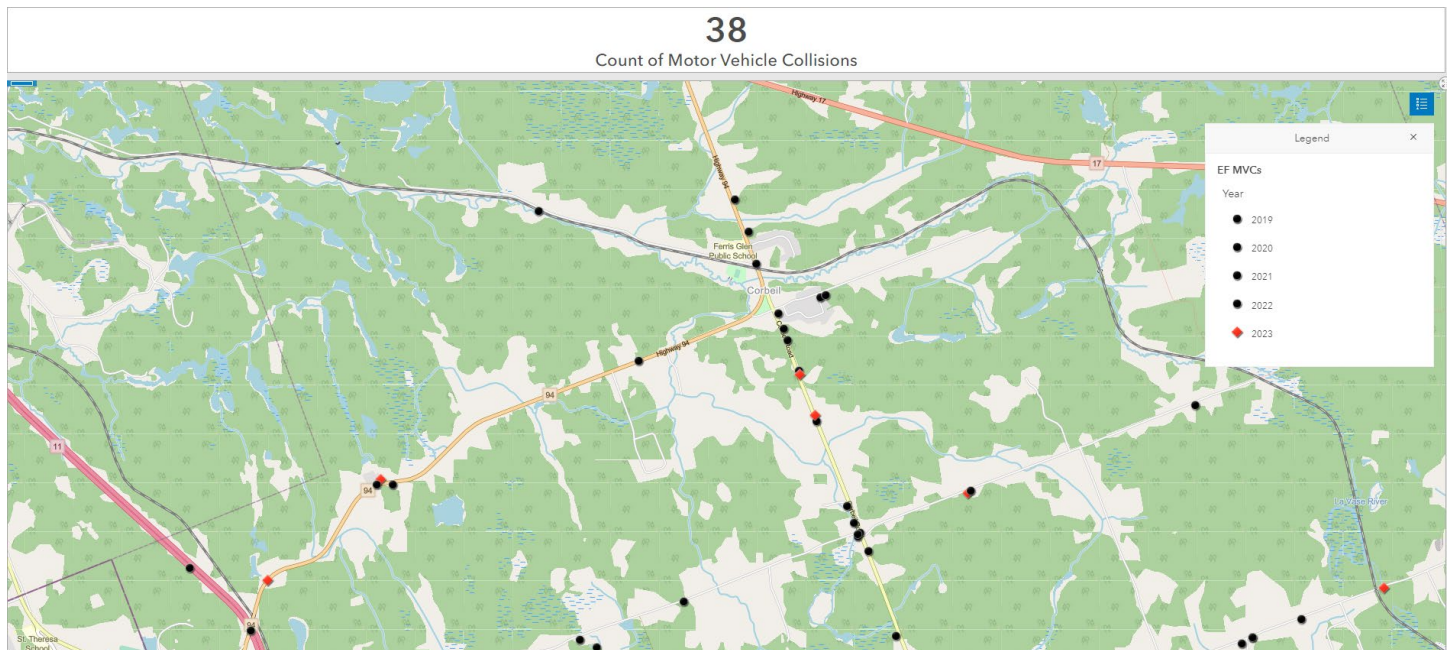 38
Count of Motor Vehicle Collisions
Highway 17
17
Legend
EF MVCs
Year
2019
2020
2021
2022
2023
Highway 94
Ferris Glen
Public School
Corbeil
Road
Highway 94
94
11
94
La Vase River
94
St. Theresa
School